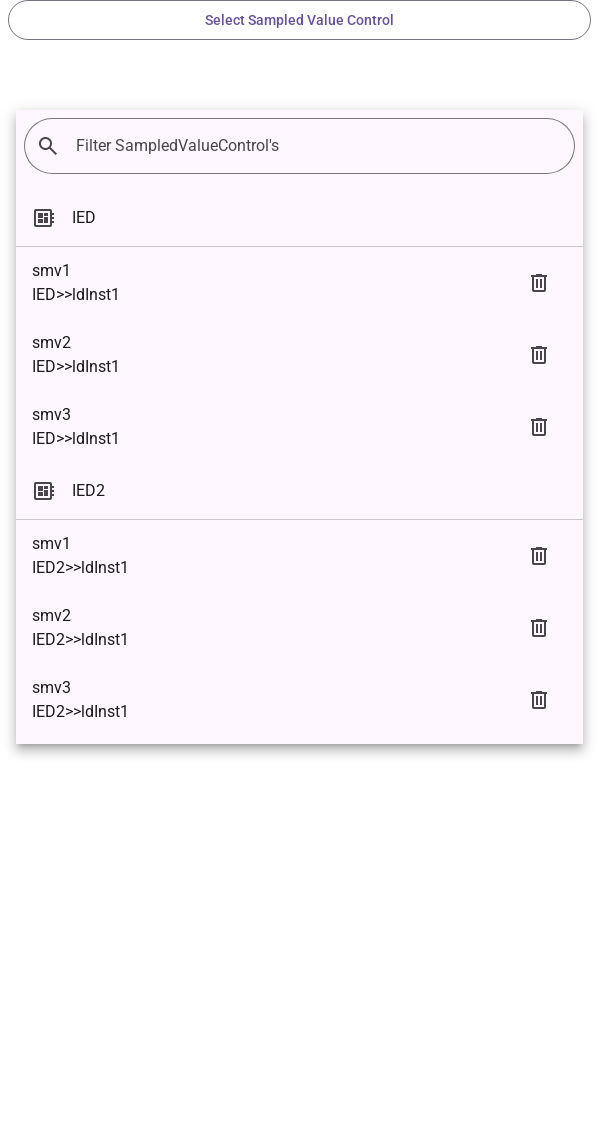 Select Sampled Value Control
Filter SampledValueControl's
IED
smv1
IED>>ldInst1
smv2
IED>>ldInst1
smv3
IED>>ldInst1
IED2
smv1
IED2>>ldInst1
smv2
IED2>>ldInst1
smv3
IED2>>ldInst1